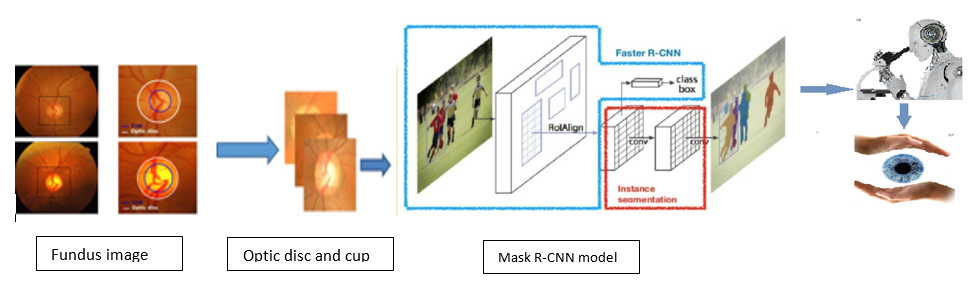 Optic disc
Optic disc
Faster R-CNN
class
box
RoIAlign
conv
conv
Instance
segmentation
Fundus image
Optic disc and cup
Mask R-CNN model